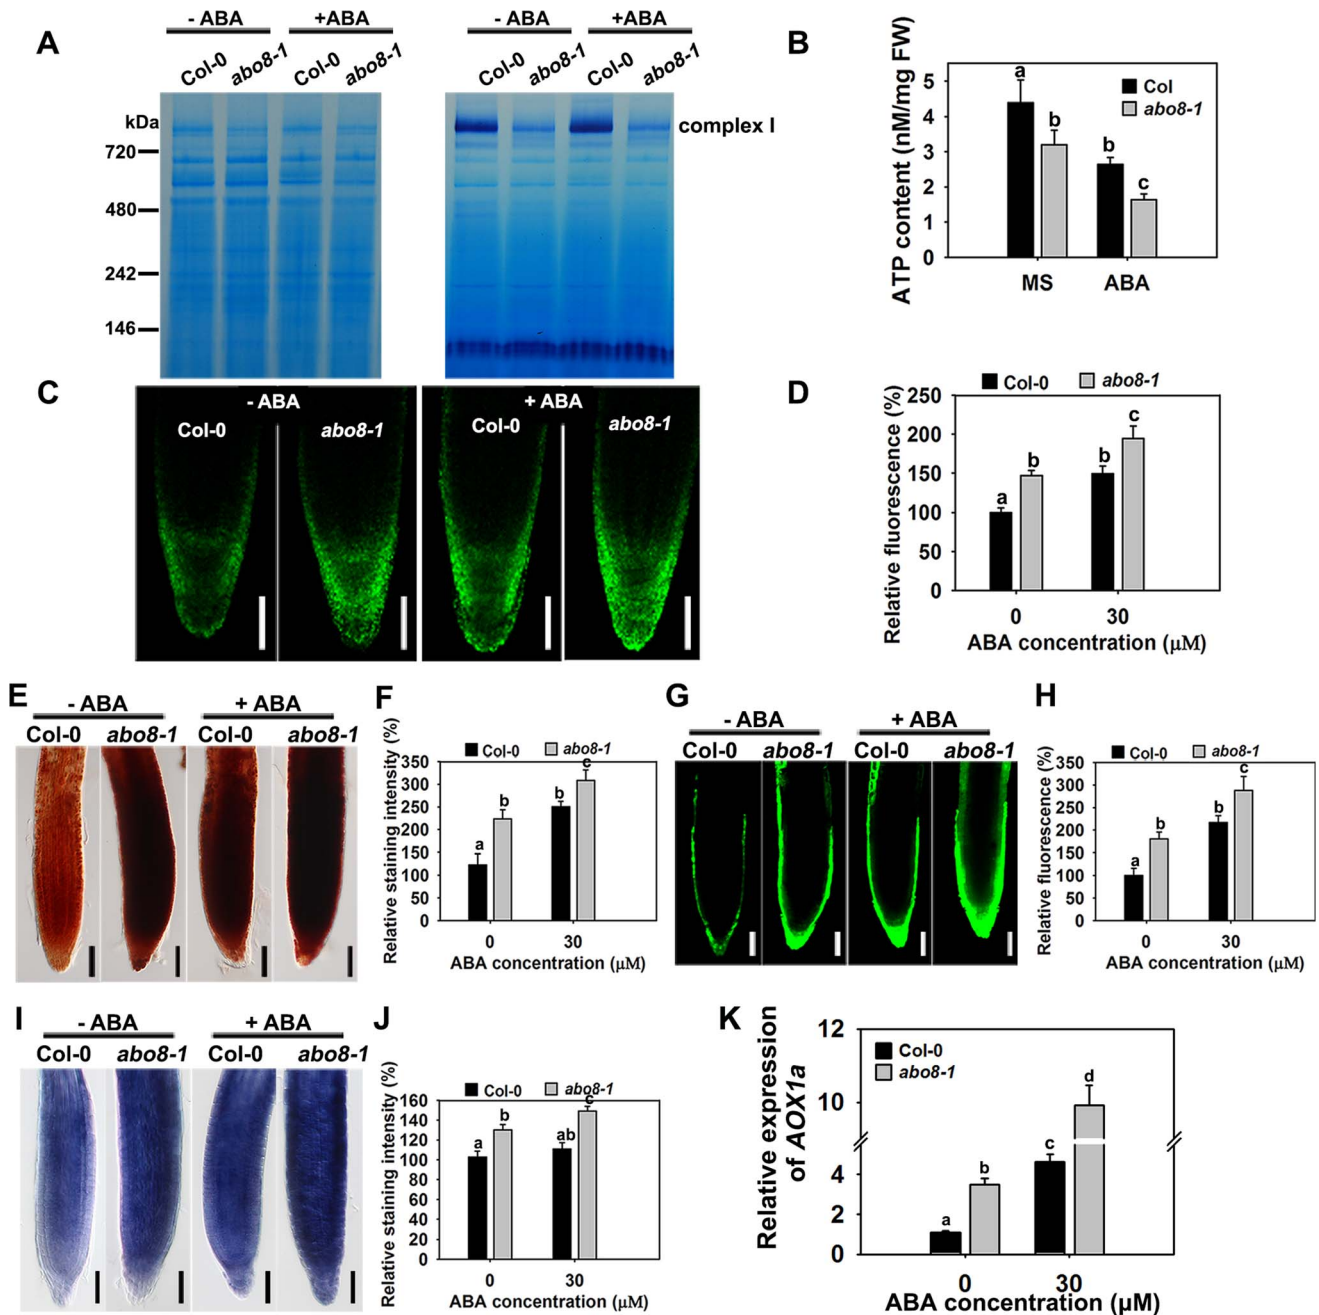 A
- ABA
+ABA
Col-0
abo8-1
Col-0
abo8-1
kDa
720
480
242
146
- ABA
+ABA
Col-0
abo8-1
Col-0
abo8-1
complex I
B
ATP content (nM/mg FW)
5
4
3
2
1
0
a
b
b
c
Col
abo8-1
MS
ABA
C
- ABA
+ ABA
Col-0
abo8-1
Col-0
abo8-1
D
Col-0
abo8-1
Relative fluorescence (%)
250
200
150
100
50
0
a
b
b
c
0
30
ABA concentration (μM)
E
- ABA
+ ABA
Col-0
abo8-1
Col-0
abo8-1
F
Col-0
abo8-1
Relative staining intensity (%)
350
300
250
200
150
100
50
0
a
b
b
c
0
30
ABA concentration (μM)
G
- ABA
+ ABA
Col-0
abo8-1
Col-0
abo8-1
H
Col-0
abo8-1
Relative fluorescence (%)
350
300
250
200
150
100
50
0
a
b
b
c
0
30
ABA concentration (μM)
I
- ABA
+ ABA
Col-0
abo8-1
Col-0
abo8-1
J
Col-0
abo8-1
Relative staining intensity (%)
160
140
120
100
80
60
40
20
0
a
b
ab
c
0
30
ABA concentration (μM)
K
Relative expression
of AOX1a
12
10
4
2
0
Col-0
abo8-1
a
b
c
d
0
30
ABA concentration (μM)